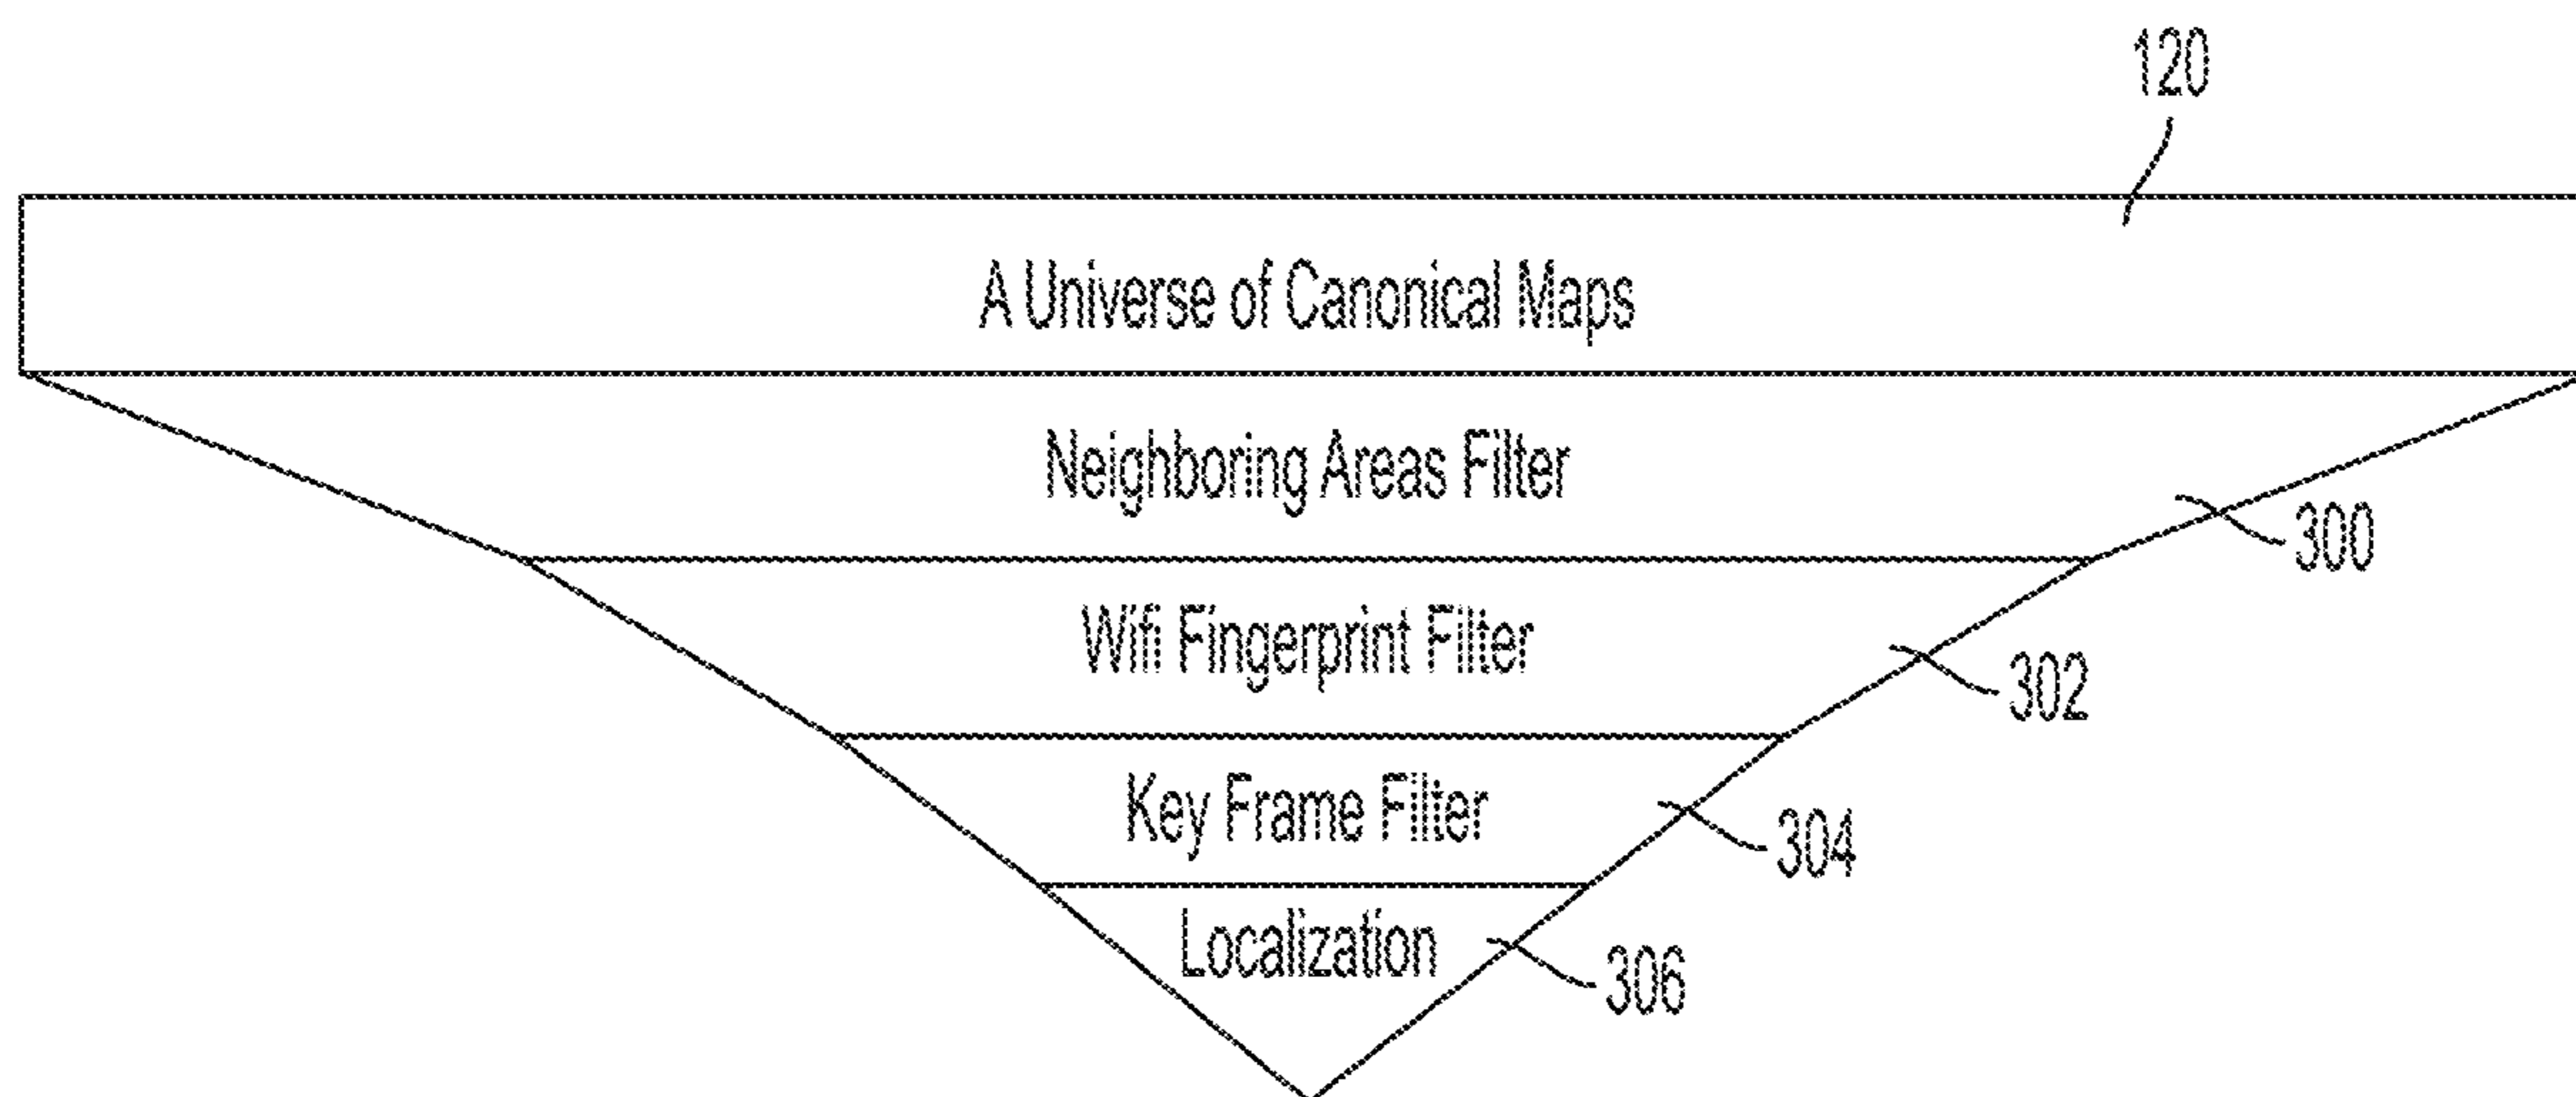 120
A Universe of Canonical Maps
Neighboring Areas Filter
300
Wifi Fingerprint Filter
302
Key Frame Filter
304
Localization
306